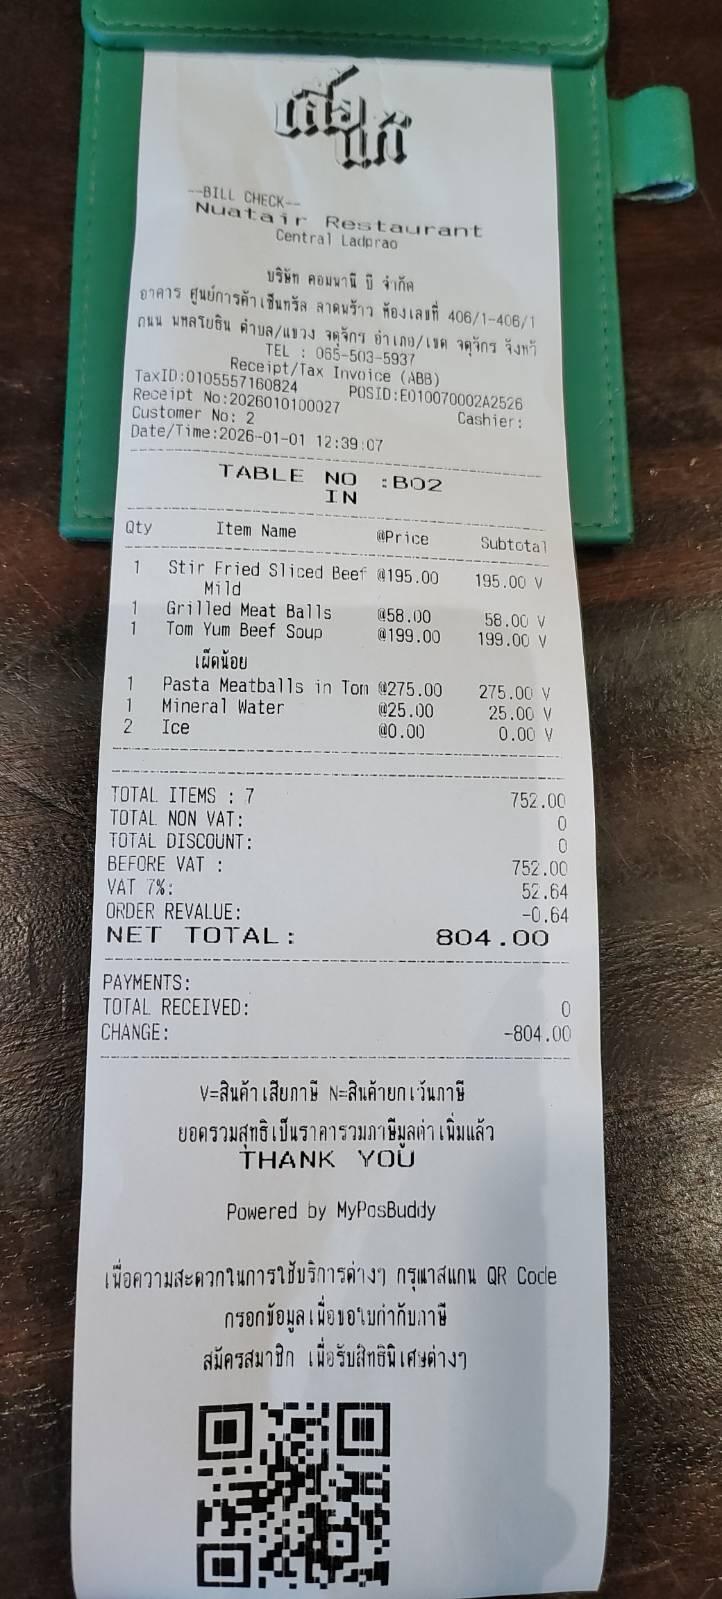 เสือแท้
--BILL CHECK--
Nuatair Restaurant
Central Ladprao
บริษัท คอมพานี บี จำกัด
อาคาร ศูนย์การค้าเซ็นทรัล ลาดพร้าว ห้องเลขที่ 406/1-406/1
ถนน พหลโยธิน ตำบล/แขวง จตุจักร อำเภอ/เขต จตุจักร จังหวั
TEL : 065-503-5937
Receipt/Tax Invoice (ABB)
TaxID:0105557160824 POSID:E010070002A2526
Receipt No:2026010100027 Cashier:
Customer No: 2
Date/Time:2026-01-01 12:39:07
TABLE NO :B02
IN
Qty Item Name @Price Subtotal
1 Stir Fried Sliced Beef @195.00 195.00 V
Mild
1 Grilled Meat Balls @58.00 58.00 V
1 Tom Yum Beef Soup @199.00 199.00 V
เผ็ดน้อย
1 Pasta Meatballs in Tom @275.00 275.00 V
1 Mineral Water @25.00 25.00 V
2 Ice @0.00 0.00 V
TOTAL ITEMS : 7 752.00
TOTAL NON VAT: 0
TOTAL DISCOUNT: 0
BEFORE VAT : 752.00
VAT 7%: 52.64
ORDER REVALUE: -0.64
NET TOTAL: 804.00
PAYMENTS:
TOTAL RECEIVED: 0
CHANGE: -804.00
V=สินค้าเสียภาษี N=สินค้ายกเว้นภาษี
ยอดรวมสุทธิเป็นราคารวมภาษีมูลค่าเพิ่มแล้ว
THANK YOU
Powered by MyPosBuddy
เพื่อความสะดวกในการใช้บริการต่างๆ กรุณาสแกน QR Code
กรอกข้อมูลเพื่อขอใบกำกับภาษี
สมัครสมาชิก เพื่อรับสิทธิพิเศษต่างๆ